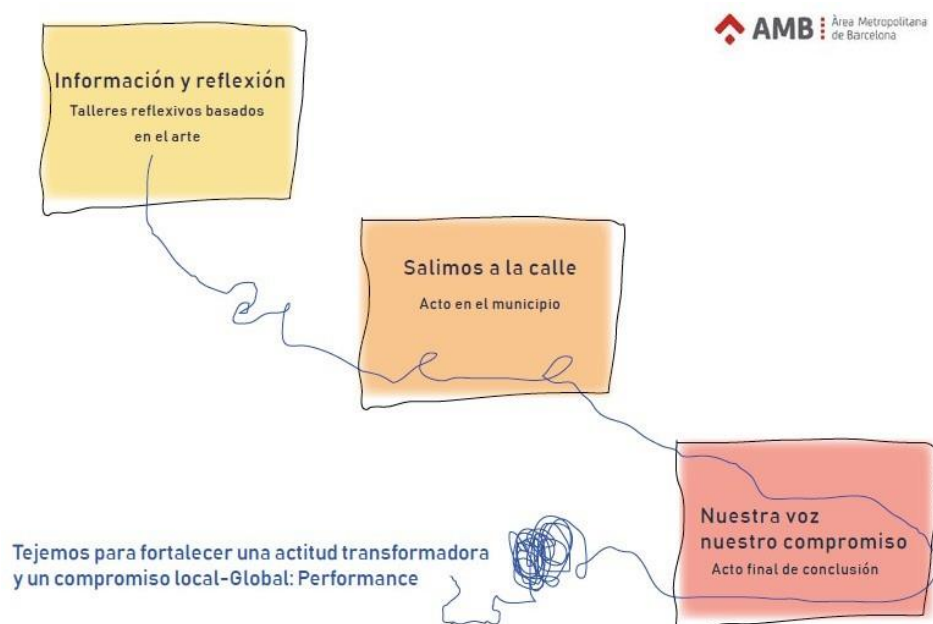 AMB Àrea Metropolitana
de Barcelona
Información y reflexión
Talleres reflexivos basados
en el arte
Salimos a la calle
Acto en el municipio
Nuestra voz
nuestro compromiso
Acto final de conclusión
Tejemos para fortalecer una actitud transformadora
y un compromiso local-Global: Performance